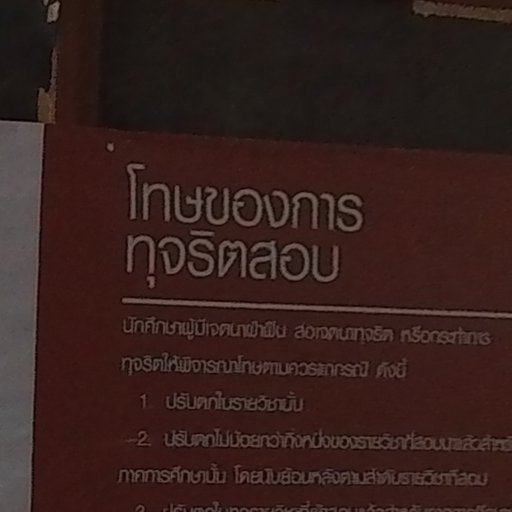 โทษของการ
ทุจริตสอบ
นักศึกษาผู้มีเจตนาฝ่าฝืน ส่อเจตนาทุจริต หรือกระทำการ
ทุจริตให้พิจารณาโทษตามควรแก่กรณี ดังนี้
1. ปรับตกในรายวิชานั้น
2. ปรับตกไม่น้อยกว่ากึ่งหนึ่งของรายวิชาที่สอบมาแล้วสำหรับ
ภาคการศึกษานั้น โดยนับย้อนหลังตามลำดับรายวิชาที่สอบ